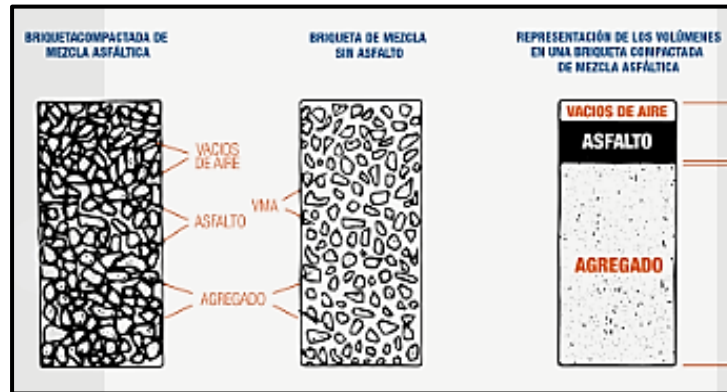 BRIQUETACOMPACTADA DE
MEZCLA ASFÁLTICA
BRIQUETA DE MEZCLA
SIN ASFALTO
REPRESENTACIÓN DE LOS VOLÚMENES
EN UNA BRIQUETA COMPACTADA
DE MEZCLA ASFÁLTICA
VACIOS
DE AIRE
ASFALTO
AGREGADO
VMA
VACIOS DE AIRE
ASFALTO
AGREGADO